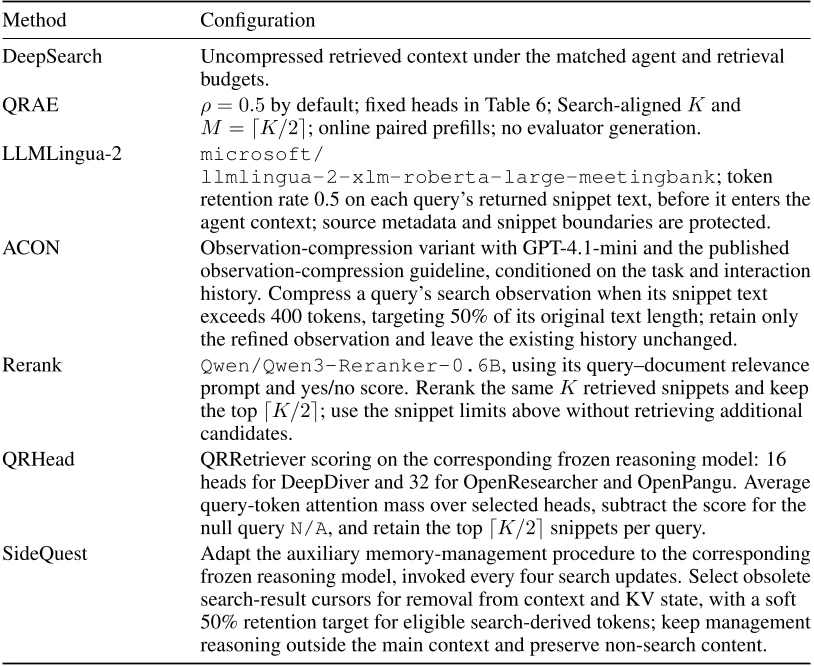 Method Configuration
DeepSearch Uncompressed retrieved context under the matched agent and retrieval
budgets.
QRAE ρ = 0.5 by default; fixed heads in Table 6; Search-aligned K and
M = ⌈K/2⌉; online paired prefills; no evaluator generation.
LLMLingua-2 microsoft/
llmlingua-2-xlm-roberta-large-meetingbank; token
retention rate 0.5 on each query's returned snippet text, before it enters the
agent context; source metadata and snippet boundaries are protected.
ACON Observation-compression variant with GPT-4.1-mini and the published
observation-compression guideline, conditioned on the task and interaction
history. Compress a query's search observation when its snippet text
exceeds 400 tokens, targeting 50% of its original text length; retain only
the refined observation and leave the existing history unchanged.
Rerank Qwen/Qwen3-Reranker-0.6B, using its query–document relevance
prompt and yes/no score. Rerank the same K retrieved snippets and keep
the top ⌈K/2⌉; use the snippet limits above without retrieving additional
candidates.
QRHead QRRetriever scoring on the corresponding frozen reasoning model: 16
heads for DeepDiver and 32 for OpenResearcher and OpenPangu. Average
query-token attention mass over selected heads, subtract the score for the
null query N/A, and retain the top ⌈K/2⌉ snippets per query.
SideQuest Adapt the auxiliary memory-management procedure to the corresponding
frozen reasoning model, invoked every four search updates. Select obsolete
search-result cursors for removal from context and KV state, with a soft
50% retention target for eligible search-derived tokens; keep management
reasoning outside the main context and preserve non-search content.